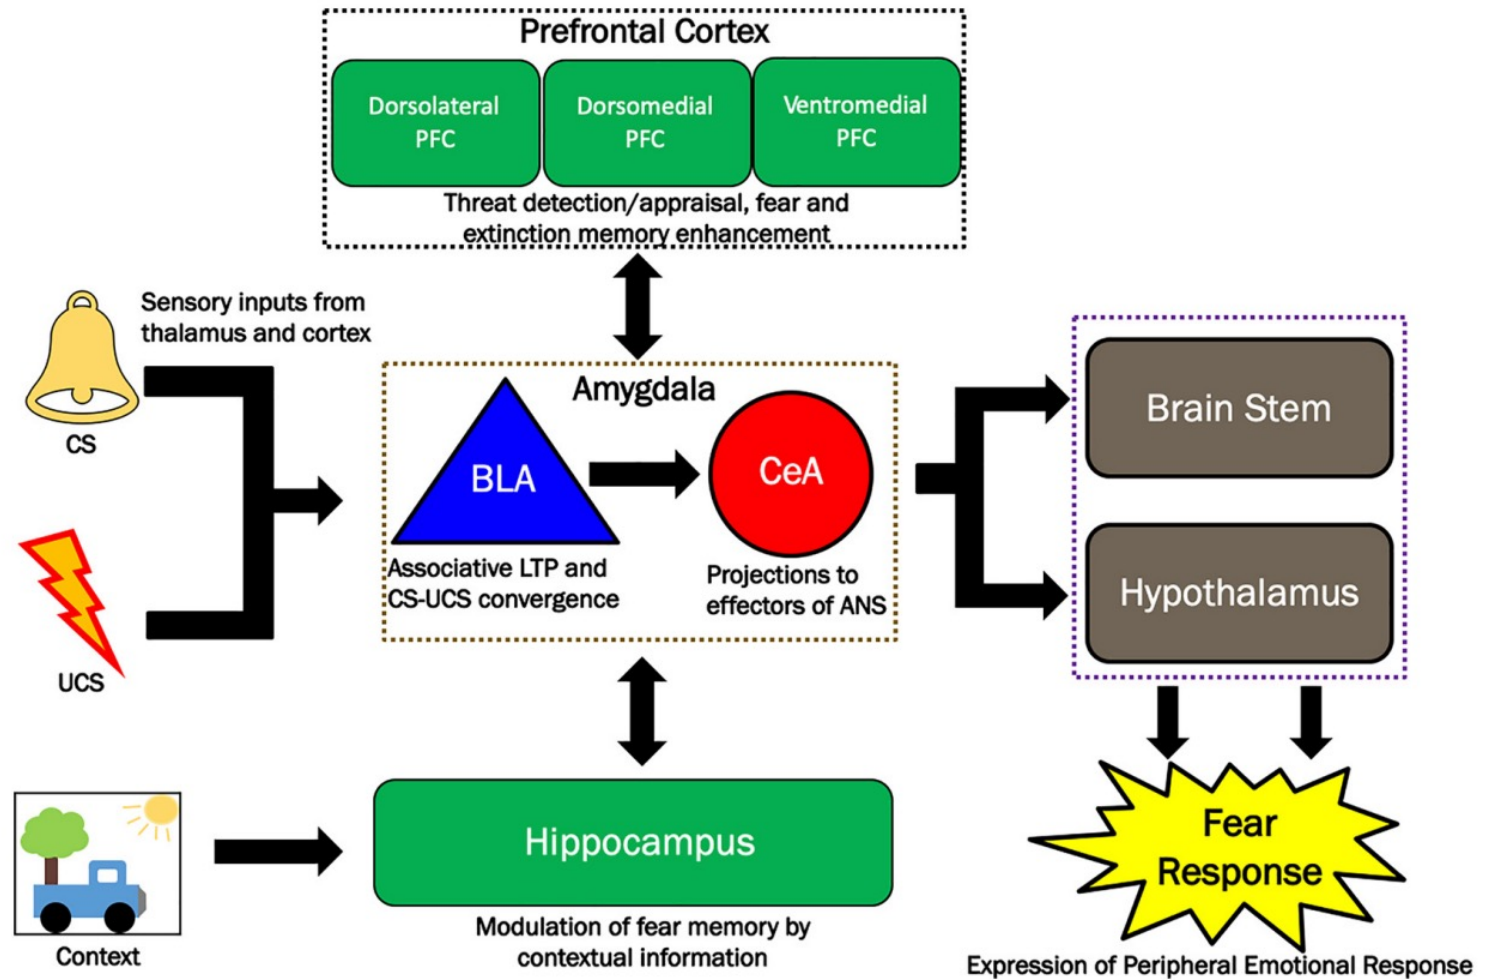 Prefrontal Cortex
Dorsolateral
PFC
Dorsomedial
PFC
Ventromedial
PFC
Threat detection/appraisal, fear and
extinction memory enhancement
Sensory inputs from
thalamus and cortex
CS
UCS
Amygdala
BLA
CeA
Associative LTP and
CS-UCS convergence
Projections to
effectors of ANS
Brain Stem
Hypothalamus
Context
Hippocampus
Modulation of fear memory by
contextual information
Fear
Response
Expression of Peripheral Emotional Response